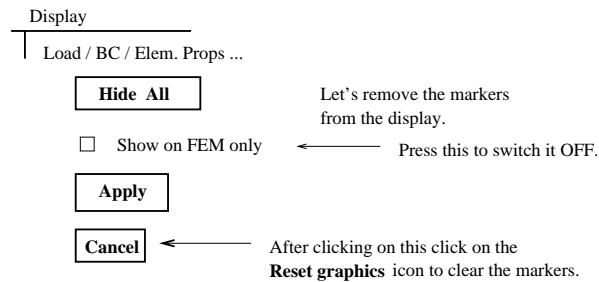 Display
Load / BC / Elem. Props ...
Hide All
Let's remove the markers
from the display.
Show on FEM only
Press this to switch it OFF.
Apply
Cancel
After clicking on this click on the
Reset graphics icon to clear the markers.